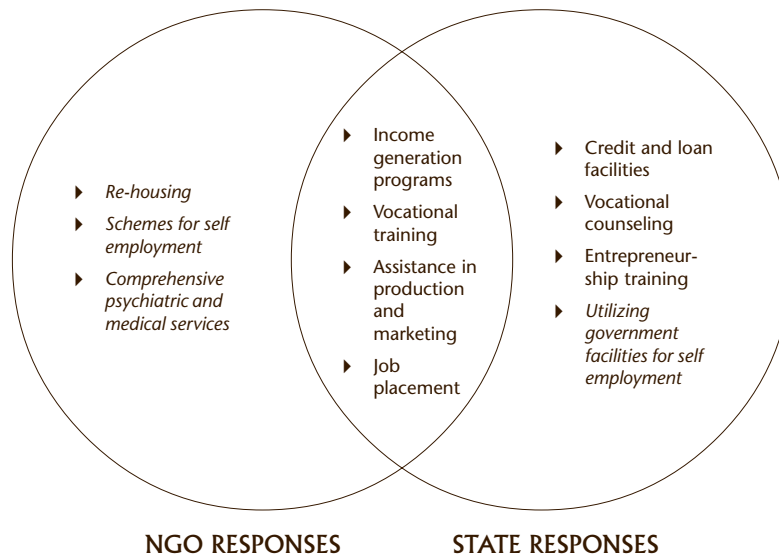 Re-housing
Schemes for self
employment
Comprehensive
psychiatric and
medical services
Income
generation
programs
Vocational
training
Assistance in
production
and
marketing
Job
placement
Credit and loan
facilities
Vocational
counseling
Entrepreneur-
ship training
Utilizing
government
facilities for self
employment
NGO RESPONSES
STATE RESPONSES